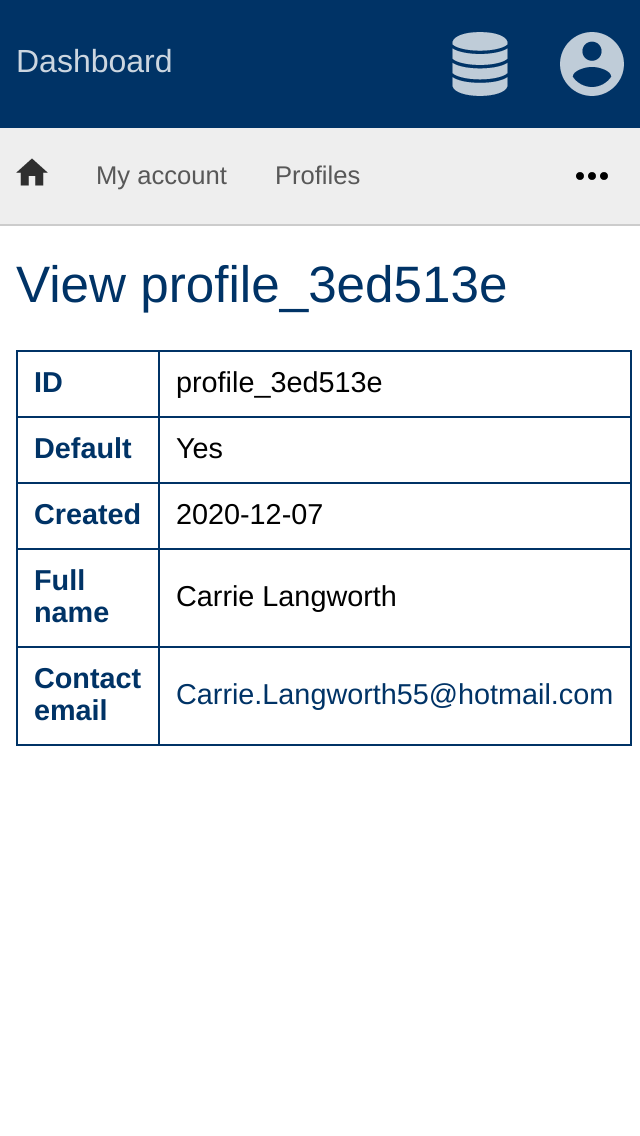 Dashboard
My account Profiles
View profile_3ed513e
ID profile_3ed513e
Default Yes
Created 2020-12-07
Full
name
Carrie Langworth
Contact
email
Carrie.Langworth55@hotmail.com